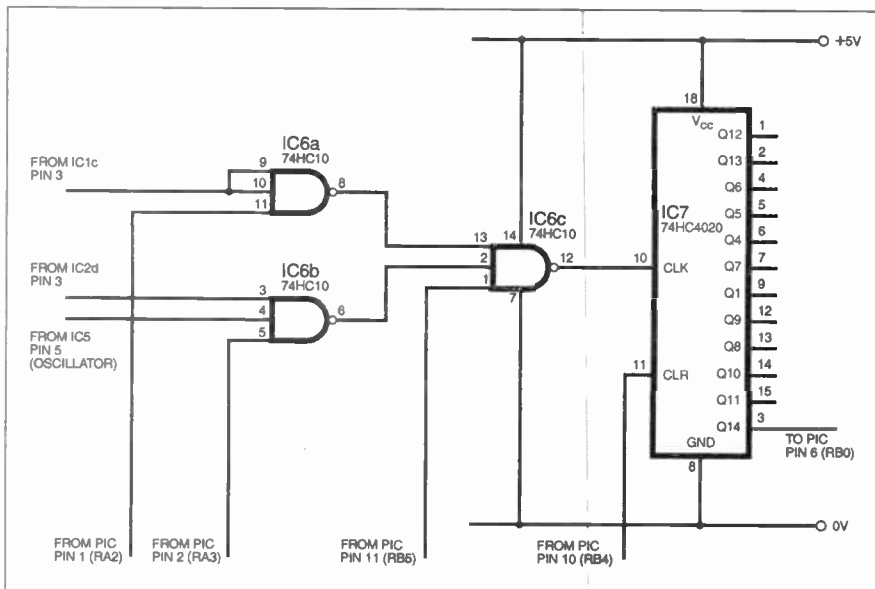 +5V
18
VCC
Q12
1
Q13
2
Q6
4
IC7
74HC4020
Q5
5
Q4
6
10
CLK
Q7
7
Q1
9
Q9
12
Q8
13
11
CLR
Q10
14
Q11
15
Q14
3
GND
8
TO PIC
PIN 6 (RB0)
0V
IC6a
74HC10
FROM IC1c
PIN 3
9
10
11
8
IC6c
74HC10
14
13
2
1
12
7
FROM IC2d
PIN 3
IC6b
74HC10
3
4
5
6
FROM IC5
PIN 5
(OSCILLATOR)
FROM PIC
PIN 1 (RA2)
FROM PIC
PIN 2 (RA3)
FROM PIC
PIN 11 (RB5)
FROM PIC
PIN 10 (RB4)